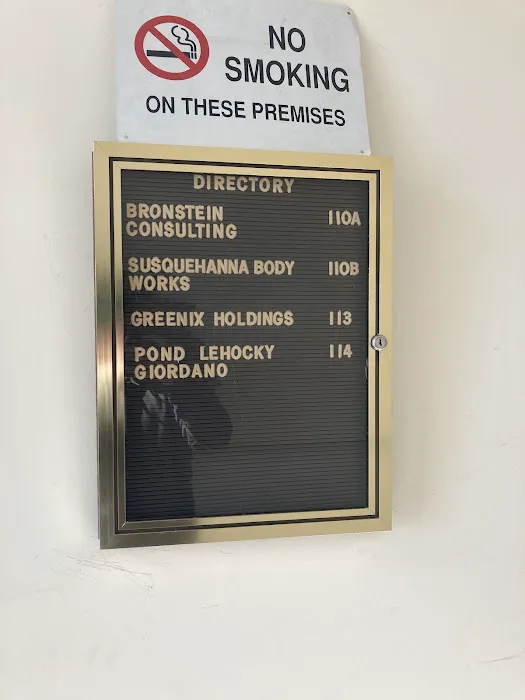 NO
SMOKING
ON THESE PREMISES
DIRECTORY
BRONSTEIN 110A
CONSULTING
SUSQUEHANNA BODY 110B
WORKS
GREENIX HOLDINGS 113
POND LEHOCKY 114
GIORDANO